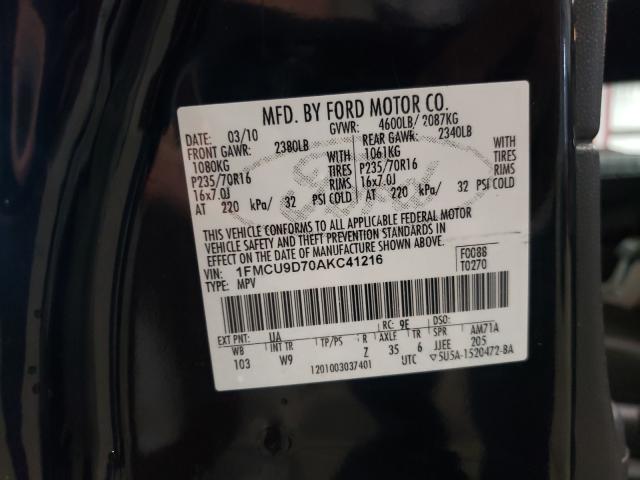 MFD. BY FORD MOTOR CO.
DATE: 03/10 GVWR: 4600LB/ 2087KG
FRONT GAWR: 2380LB REAR GAWR: 2340LB
1080KG WITH 1061KG WITH
P235/70R16 TIRES P235/70R16 TIRES
16x7.0J RIMS 16x7.0J RIMS
AT 220 kPa/ 32 PSI COLD AT 220 kPa/ 32 PSI COLD
Ford
THIS VEHICLE CONFORMS TO ALL APPLICABLE FEDERAL MOTOR
VEHICLE SAFETY AND THEFT PREVENTION STANDARDS IN
EFFECT ON THE DATE OF MANUFACTURE SHOWN ABOVE.
VIN: 1FMCU9D70AKC41216 F0088
TYPE: MPV T0270
EXT PNT: UA RC: 9E DSO:
WB INT TR TP/PS R AXLE TR SPR AM71A
103 W9 Z 35 6 JJEE 205
1201003037401 UTC ▽5U5A-1520472-BA